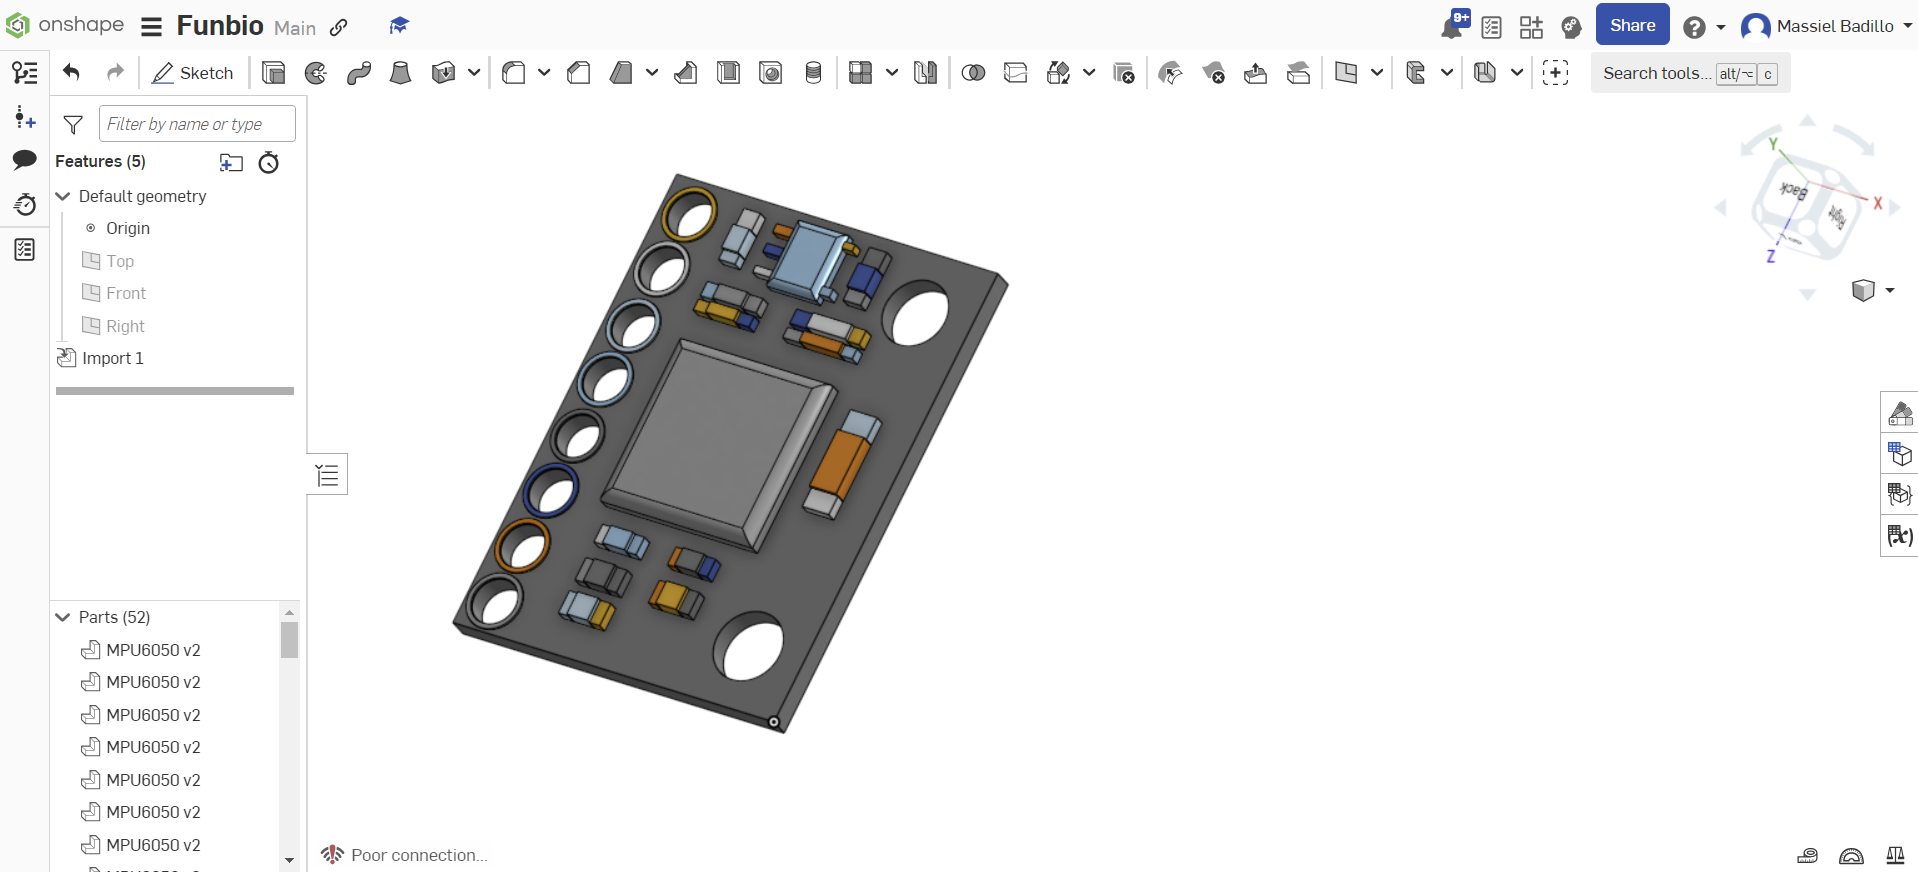 onshape
Funbio Main
9+
Share
Massiel Badillo
Sketch
Search tools... alt/⌥ c
Filter by name or type
Features (5)
Default geometry
Origin
Top
Front
Right
Import 1
Y
Back
Right
X
Z
Parts (52)
MPU6050 v2
MPU6050 v2
MPU6050 v2
MPU6050 v2
MPU6050 v2
MPU6050 v2
MPU6050 v2
Poor connection...